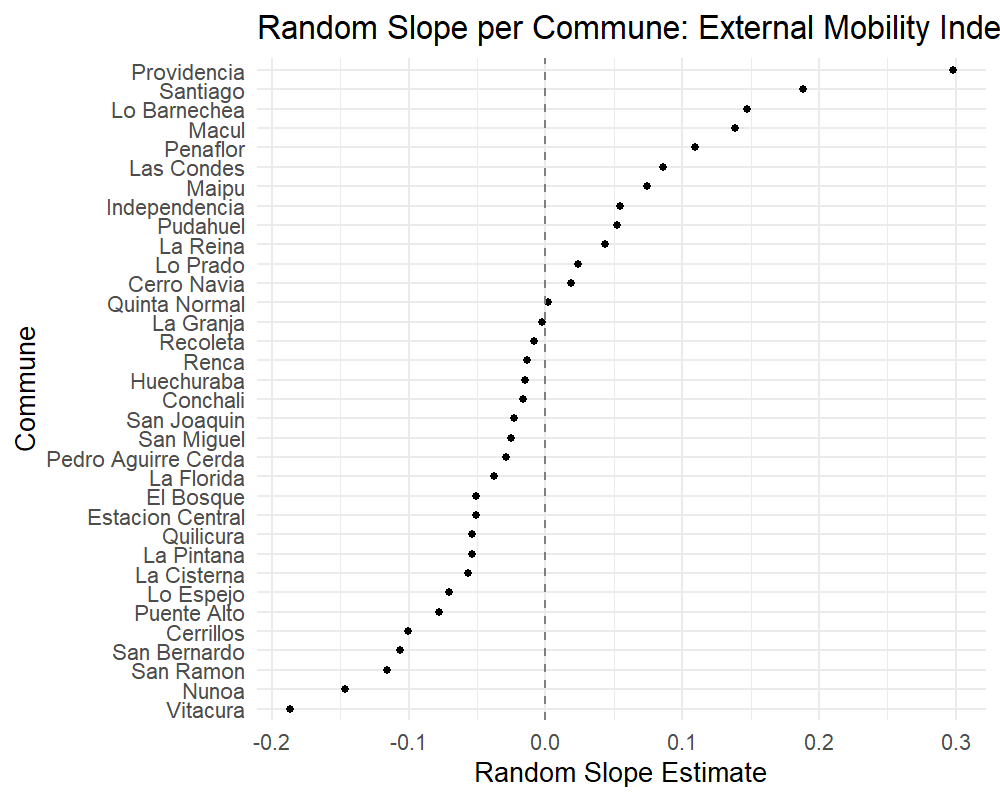 Random Slope per Commune: External Mobility Inde
Providencia
Santiago
Lo Barnechea
Macul
Penaflor
Las Condes
Maipu
Independencia
Pudahuel
La Reina
Lo Prado
Cerro Navia
Quinta Normal
La Granja
Recoleta
Renca
Huechuraba
Conchali
San Joaquin
San Miguel
Pedro Aguirre Cerda
La Florida
El Bosque
Estacion Central
Quilicura
La Pintana
La Cisterna
Lo Espejo
Puente Alto
Cerrillos
San Bernardo
San Ramon
Nunoa
Vitacura
Commune
-0.2 -0.1 0.0 0.1 0.2 0.3
Random Slope Estimate